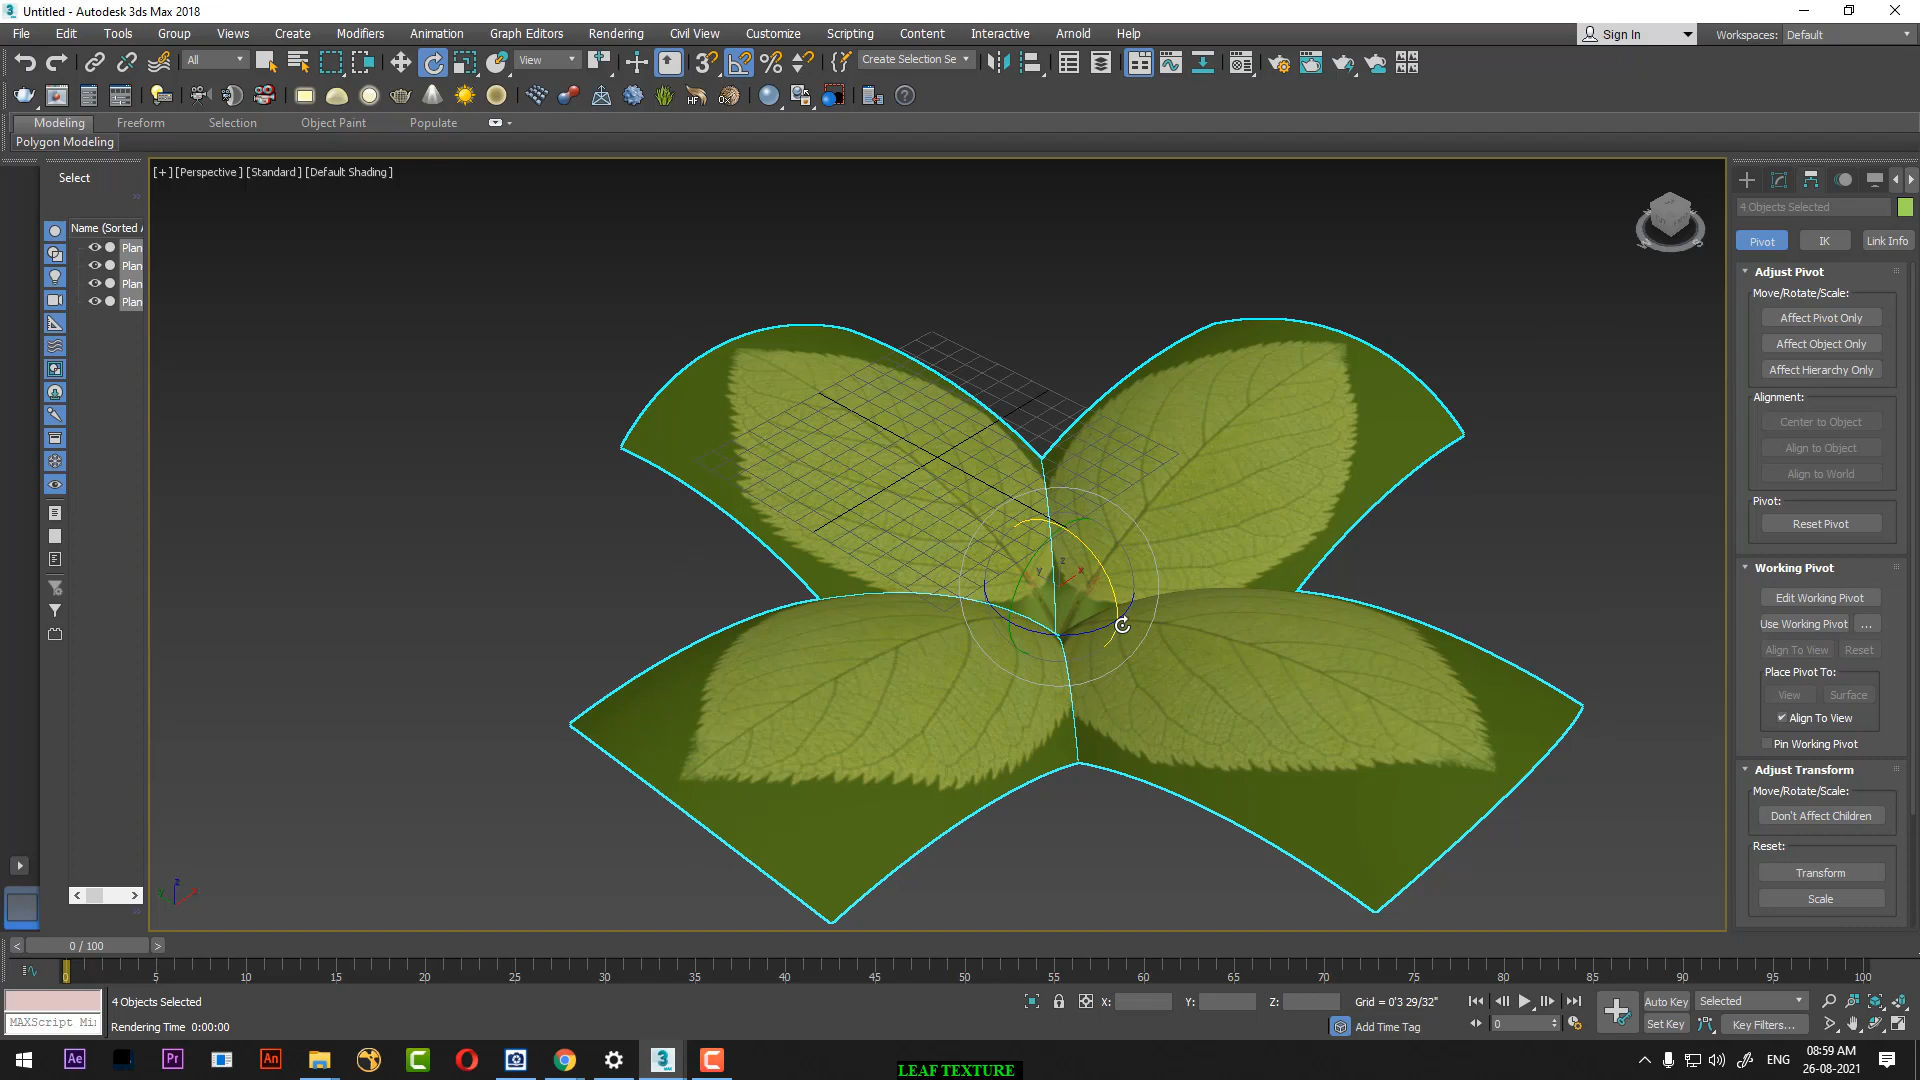 Untitled - Autodesk 3ds Max 2018
File Edit Tools Group Views Create Modifiers Animation Graph Editors Rendering Civil View Customize Scripting Content Interactive Arnold Help
Sign In
Workspaces: Default
All
View
Create Selection Se
Modeling Freeform Selection Object Paint Populate
Polygon Modeling
Select
[+] [Perspective] [Standard] [Default Shading]
Name (Sorted A
Plan
Plan
Plan
Plan
4 Objects Selected
Pivot IK Link Info
Adjust Pivot
Move/Rotate/Scale:
Affect Pivot Only
Affect Object Only
Affect Hierarchy Only
Alignment:
Center to Object
Align to Object
Align to World
Pivot:
Reset Pivot
Working Pivot
Edit Working Pivot
Use Working Pivot ...
Align To View Reset
Place Pivot To:
View Surface
Align To View
Pin Working Pivot
Adjust Transform
Move/Rotate/Scale:
Don't Affect Children
Reset:
Transform
Scale
z
y x
< 0 / 100 >
0 5 10 15 20 25 30 35 40 45 50 55 60 65 70 75 80 85 90 95 100
4 Objects Selected
X: Y: Z: Grid = 0'3 29/32"
Auto Key Selected
MAXScript Mi
Rendering Time 0:00:00
Add Time Tag
0
Set Key Key Filters...
Ae Pr An
3
MAX
C
ENG
08:59 AM
26-08-2021
LEAF TEXTURE